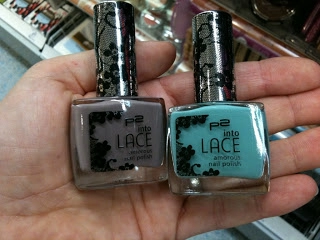 p2
into
LACE
amorous
nail polish
p2
into
LACE
amorous
nail polish